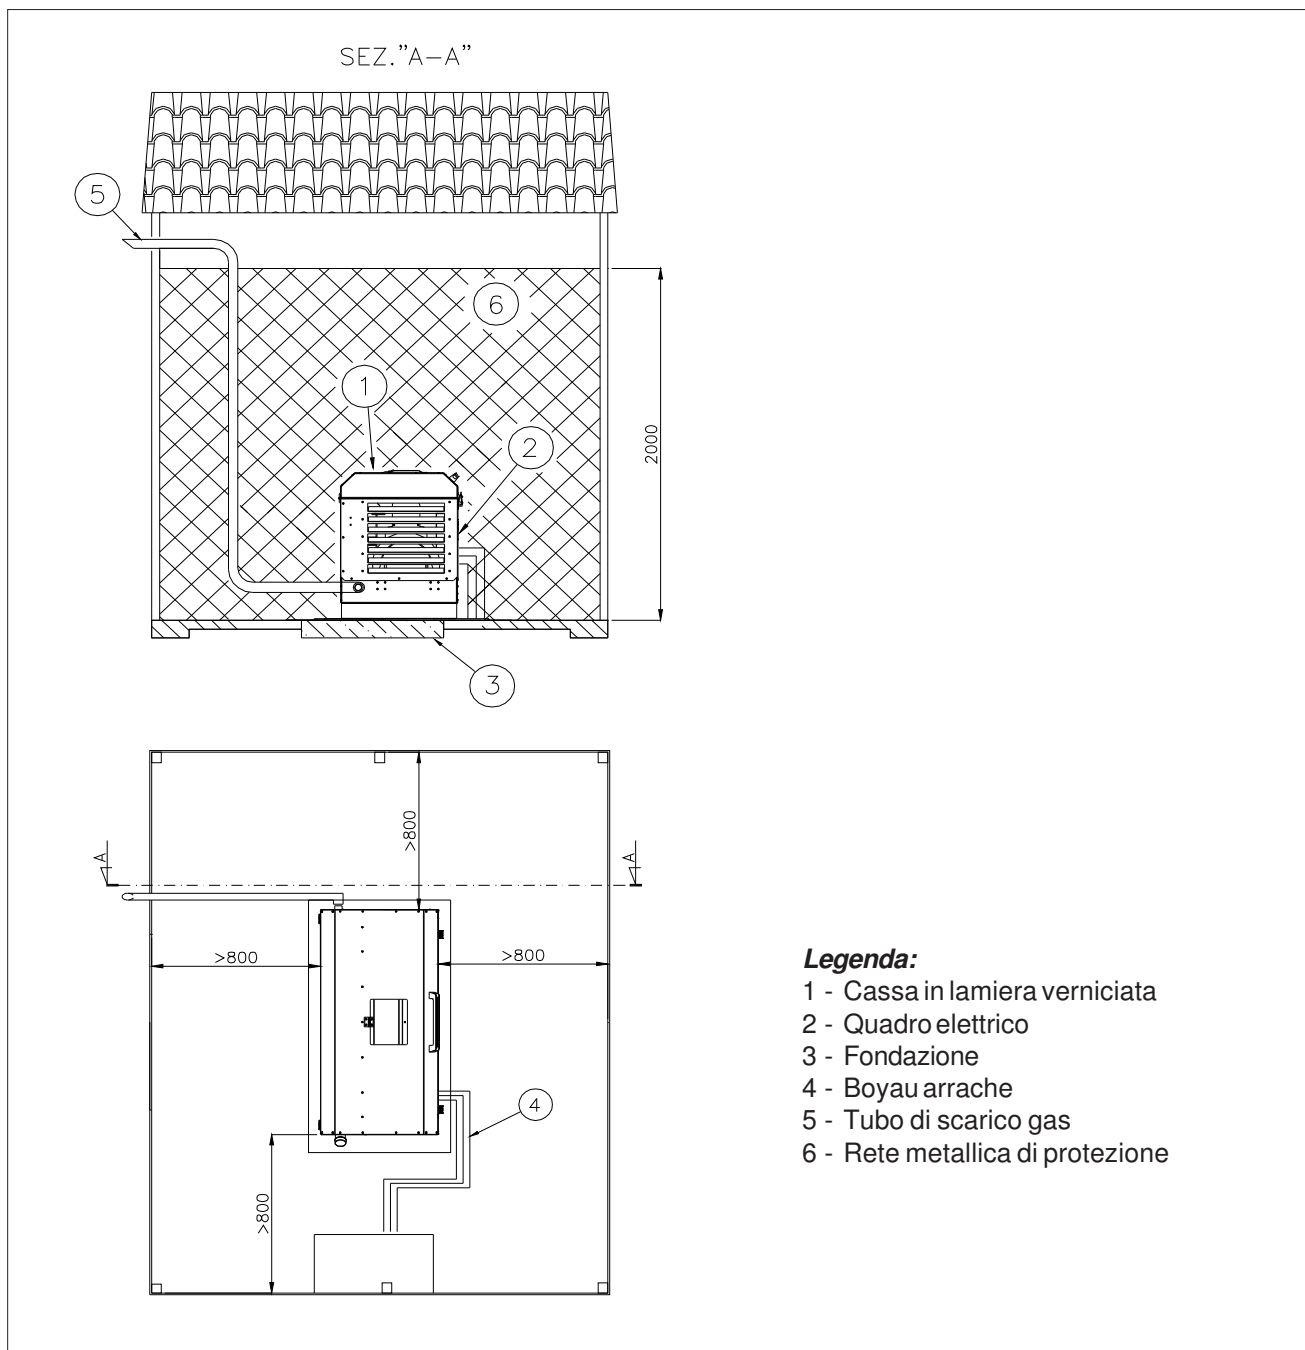 SEZ."A-A"
5
6
1
2
2000
3
>800
A
A
>800
>800
4
>800
Legenda:
1 - Cassa in lamiera verniciata
2 - Quadro elettrico
3 - Fondazione
4 - Boyau arrache
5 - Tubo di scarico gas
6 - Rete metallica di protezione